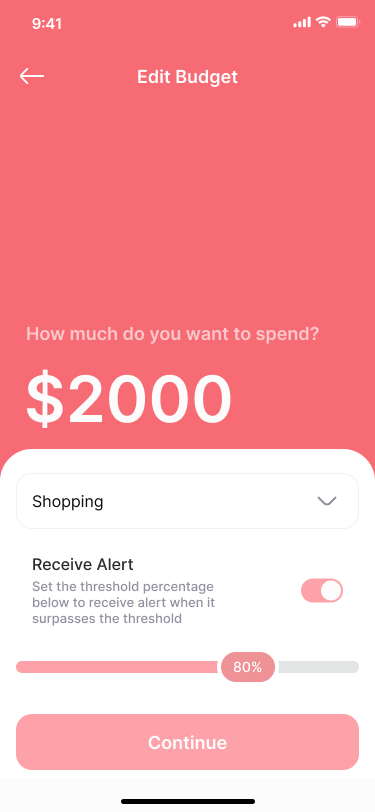 9:41
Edit Budget
How much do you want to spend?
$2000
Shopping
Receive Alert
Set the threshold percentage
below to receive alert when it
surpasses the threshold
80%
Continue